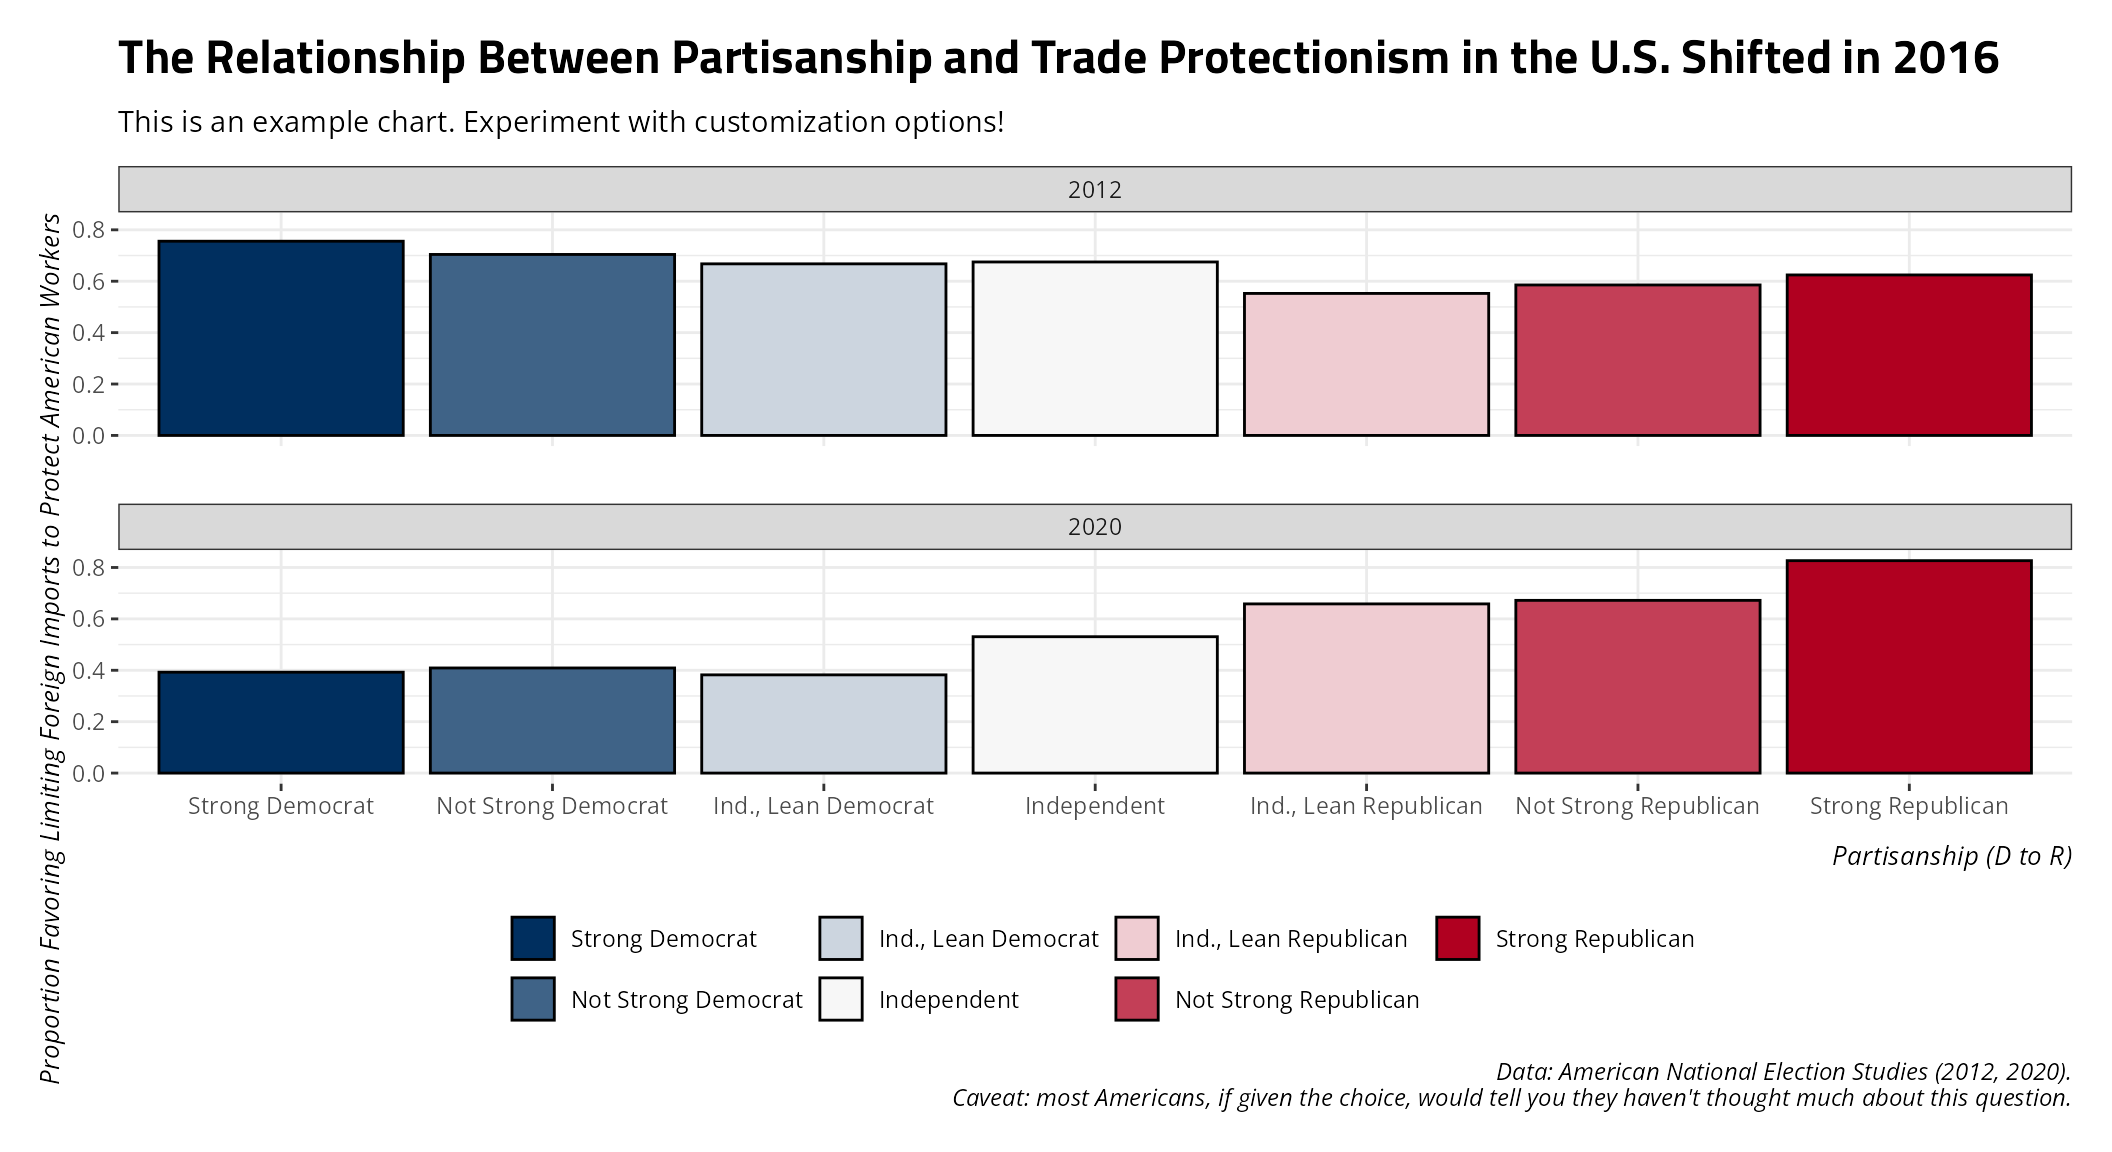 The Relationship Between Partisanship and Trade Protectionism in the U.S. Shifted in 2016
This is an example chart. Experiment with customization options!
Proportion Favoring Limiting Foreign Imports to Protect American Workers
2012
0.8
0.6
0.4
0.2
0.0
2020
0.8
0.6
0.4
0.2
0.0
Strong Democrat Not Strong Democrat Ind., Lean Democrat Independent Ind., Lean Republican Not Strong Republican Strong Republican
Partisanship (D to R)
Strong Democrat Ind., Lean Democrat Ind., Lean Republican Strong Republican
Not Strong Democrat Independent Not Strong Republican
Data: American National Election Studies (2012, 2020).
Caveat: most Americans, if given the choice, would tell you they haven't thought much about this question.